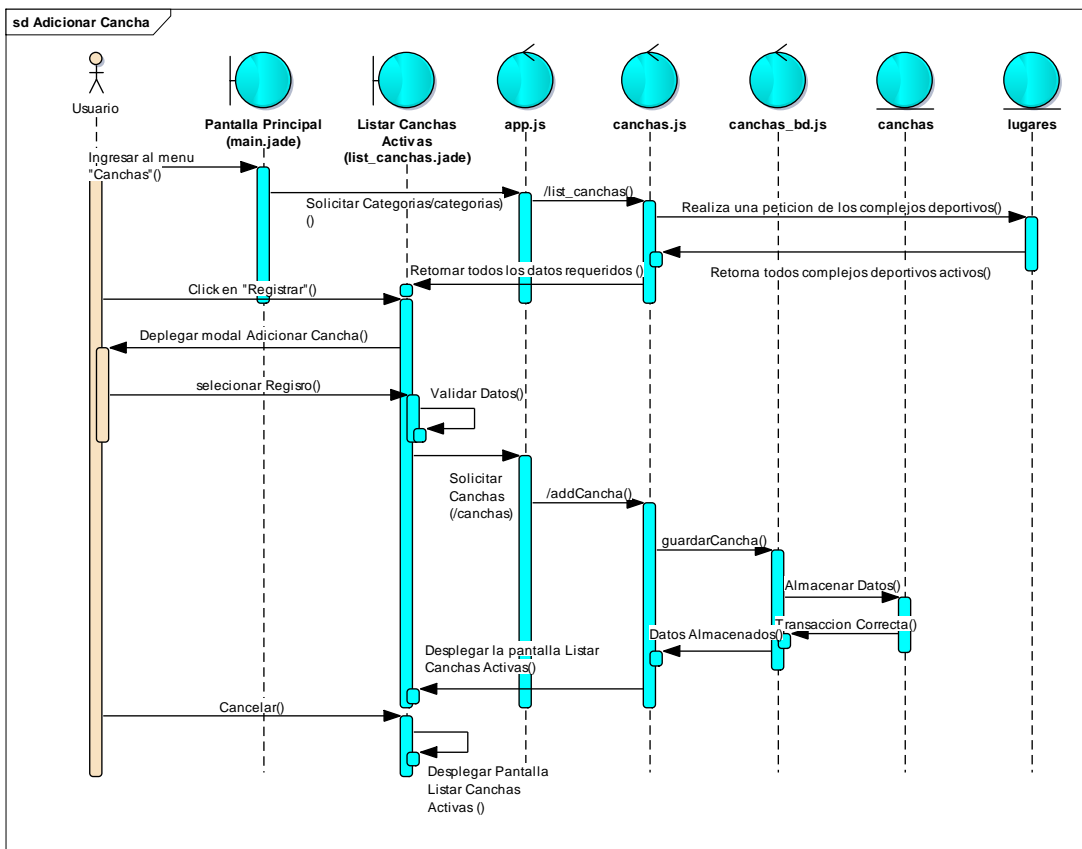 sd Adicionar Cancha
Usuario
Pantalla Principal
(main.jade)
Listar Canchas
Activas
(list_canchas.jade)
app.js
canchas.js
canchas_bd.js
canchas
lugares
Ingresar al menu
"Canchas"()
Solicitar Categorias/categorias)
()
/list_canchas()
Realiza una peticion de los complejos deportivos()
Retorna todos complejos deportivos activos()
Retornar todos los datos requeridos ()
Click en "Registrar"()
Deplegar modal Adicionar Cancha()
selecionar Regisro()
Validar Datos()
Solicitar
Canchas
(/canchas)
/addCancha()
guardarCancha()
Almacenar Datos()
Transaccion Correcta()
Datos Almacenados()
Desplegar la pantalla Listar
Canchas Activas()
Cancelar()
Desplegar Pantalla
Listar Canchas
Activas ()